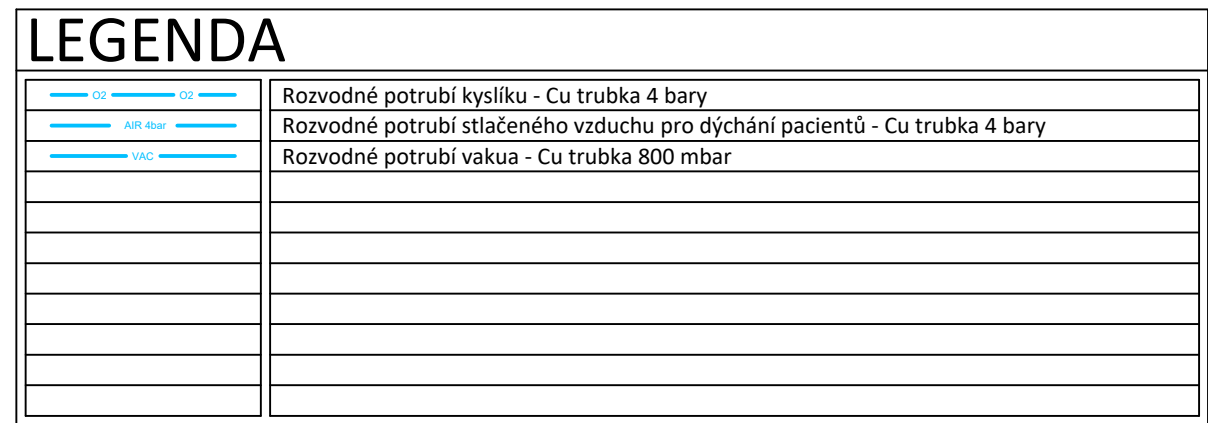 LEGENDA
O2 O2 Rozvodné potrubí kyslíku - Cu trubka 4 bary
AIR 4bar Rozvodné potrubí stlačeného vzduchu pro dýchání pacientů - Cu trubka 4 bary
VAC Rozvodné potrubí vakua - Cu trubka 800 mbar